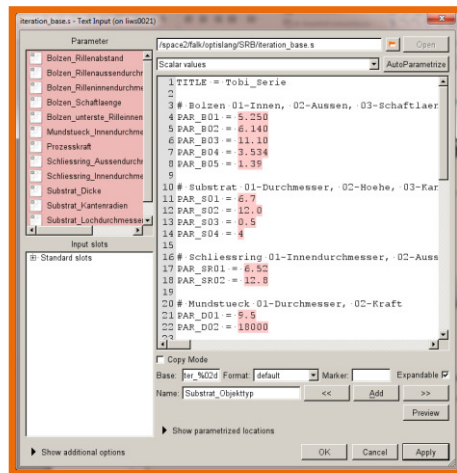 iteration_base.s - Text Input (on liws0021)
Parameter
Bolzen_Rillenabstand
Bolzen_Rillenaussendurchn
Bolzen_Rilleninnendurchme
Bolzen_Schaftlaenge
Bolzen_unterste_Rilleinnen
Mundstueck_Innendurchme
Prozesskraft
Schliessring_Aussendurchn
Schliessring_Innendurchme
Substrat_Dicke
Substrat_Kantenradien
Substrat_Lochdurchmesse
Input slots
Standard slots
Show additional options
/space2/falk/optislang/SRB/iteration_base.s
Open
Scalar values
AutoParametrize
1 TITLE = Tobi_Serie
2
3 # Bolzen 01-Innen, 02-Aussen, 03-Schaftlaen
4 PAR_B01 = 5.250
5 PAR_B02 = 6.140
6 PAR_B03 = 11.10
7 PAR_B04 = 3.534
8 PAR_B05 = 1.39
9
10 # Substrat 01-Durchmesser, 02-Hoehe, 03-Kan
11 PAR_S01 = 6.7
12 PAR_S02 = 12.0
13 PAR_S03 = 0.5
14 PAR_S04 = 4
15
16 # Schliessring 01-Innendurchmesser, 02-Auss
17 PAR_SR01 = 6.52
18 PAR_SR02 = 12.8
19
20 # Mundstueck 01-Durchmesser, 02-Kraft
21 PAR_D01 = 9.5
22 PAR_D02 = 18000
23
Copy Mode
Base: ter_%02d Format: default Marker: Expandable
Name: Substrat_Objekttyp << Add >>
Preview
Show parametrized locations
OK Cancel Apply